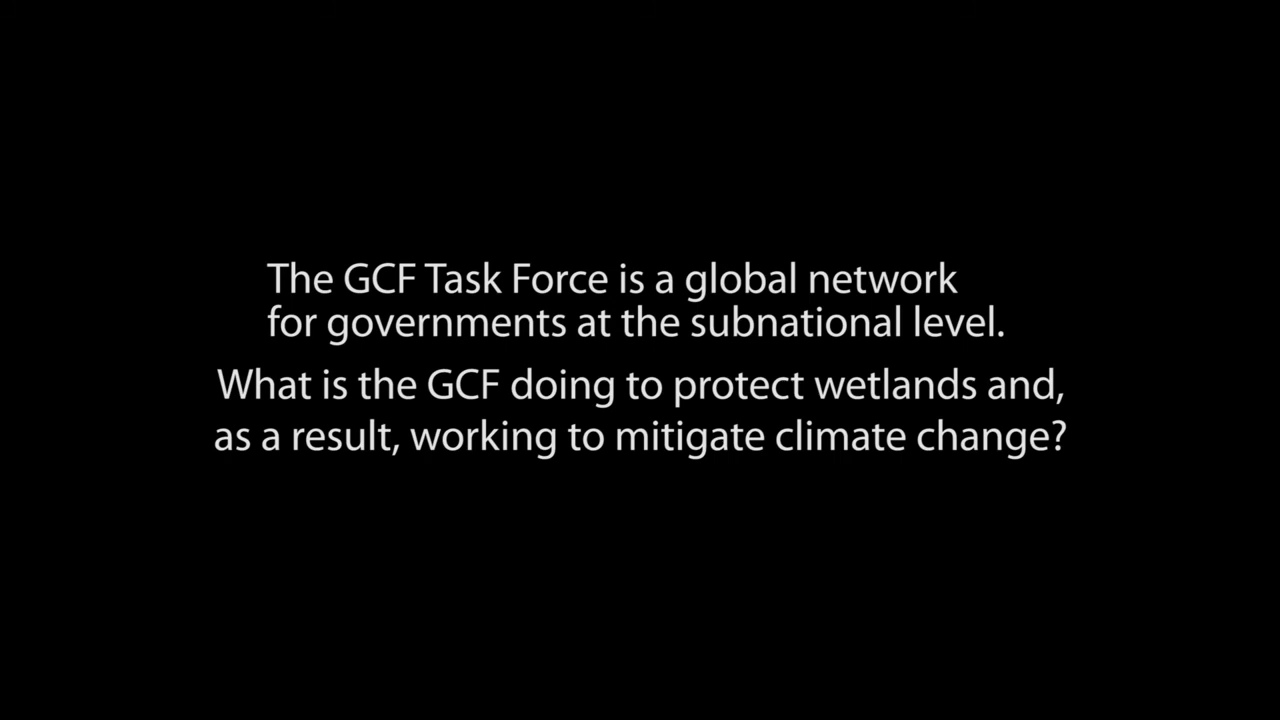 The GCF Task Force is a global network
for governments at the subnational level.
What is the GCF doing to protect wetlands and,
as a result, working to mitigate climate change?